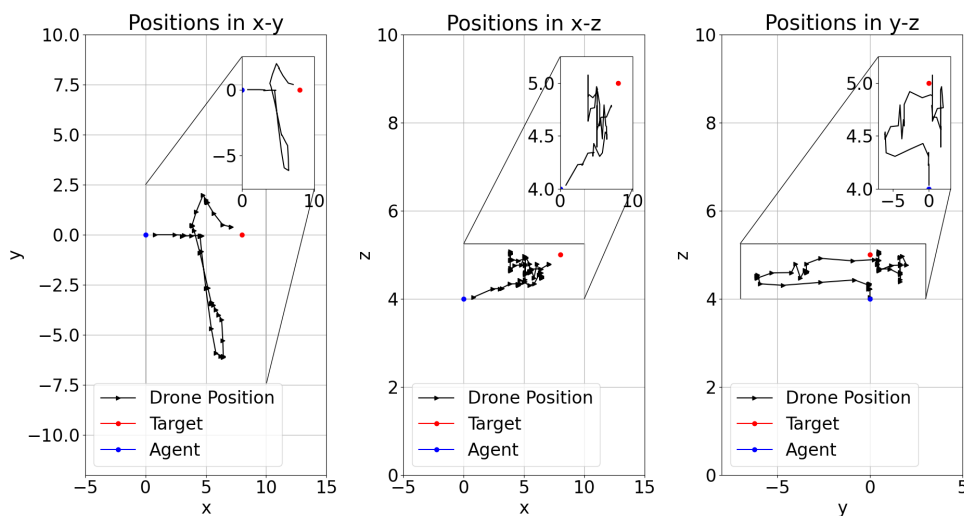 Positions in x-y
10.0
7.5
5.0
2.5
0.0
−2.5
−5.0
−7.5
−10.0
−5
0
5
10
15
x
y
0
−5
0
10
Drone Position
Target
Agent
Positions in x-z
10
8
6
4
2
0
−5
0
5
10
15
x
z
5.0
4.5
4.0
0
10
Drone Position
Target
Agent
Positions in y-z
10
8
6
4
2
0
−5
0
5
y
z
5.0
4.5
4.0
−5
0
Drone Position
Target
Agent